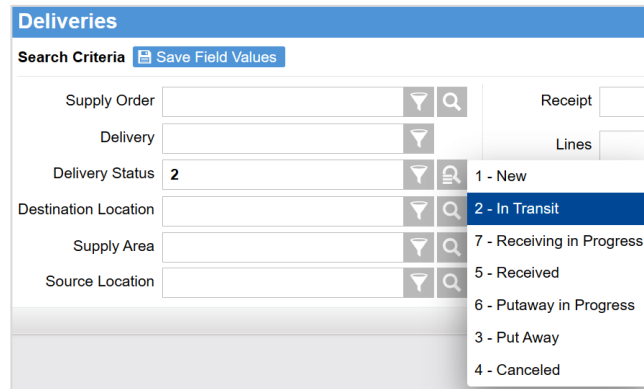 Deliveries
Search Criteria Save Field Values
Supply Order
Receipt
Delivery
Lines
Delivery Status 2
1 - New
Destination Location
2 - In Transit
Supply Area
7 - Receiving in Progress
Source Location
5 - Received
6 - Putaway in Progress
3 - Put Away
4 - Canceled